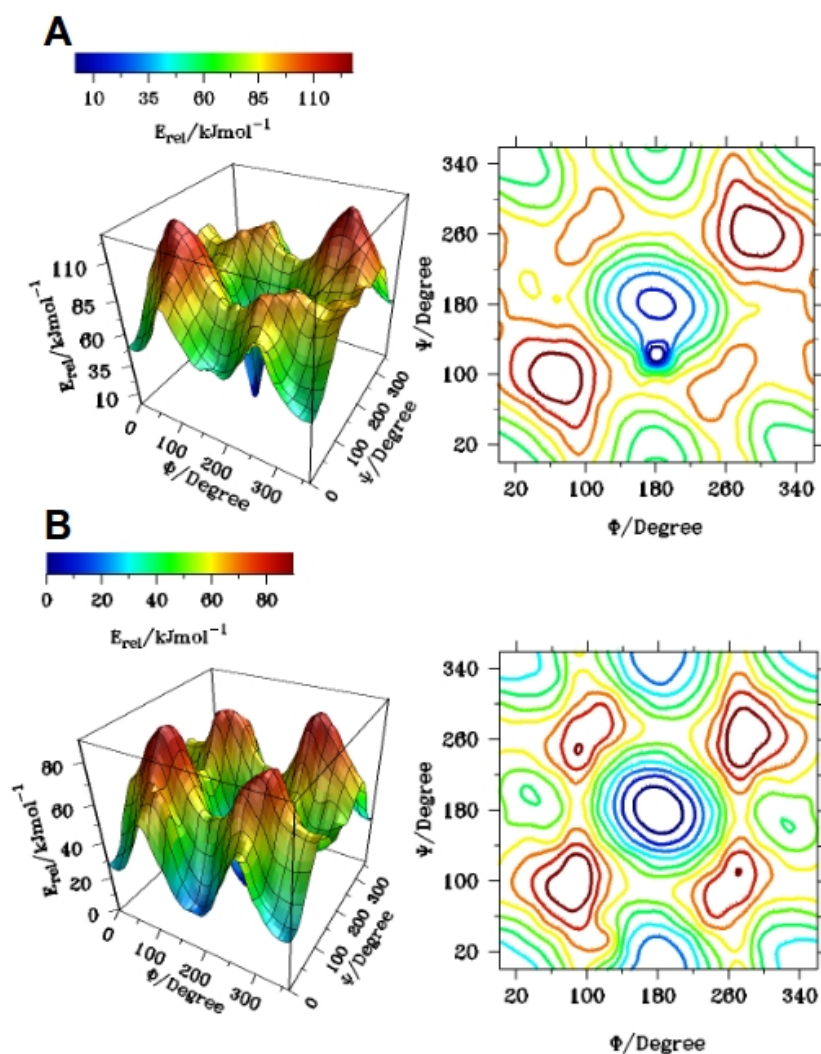 A
10 35 60 85 110
E_rel/kJmol⁻¹
110
85
60
35
10
E_rel/kJmol⁻¹
0 100 200 300
Φ/Degree
0 100 200 300
Ψ/Degree
340
260
180
100
20
Ψ/Degree
20 100 180 260 340
Φ/Degree
B
0 20 40 60 80
E_rel/kJmol⁻¹
80
60
40
20
0
E_rel/kJmol⁻¹
0 100 200 300
Φ/Degree
0 100 200 300
Ψ/Degree
340
260
180
100
20
Ψ/Degree
20 100 180 260 340
Φ/Degree